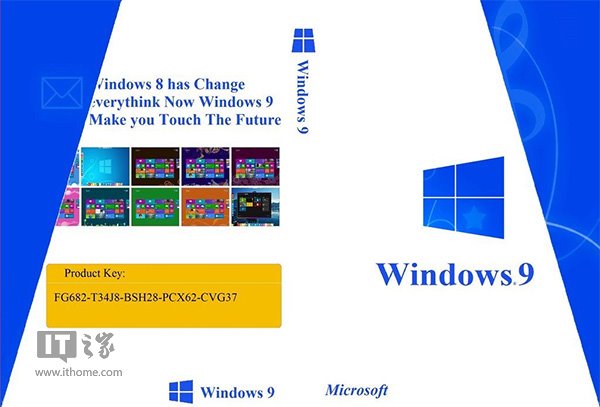 Windows 8 has Change
everythink Now Windows 9
Make you Touch The Future
Product Key:
FG682-T34J8-BSH28-PCX62-CVG37
IT之家
www.ithome.com
Windows 9
Windows 9
Windows 9
Microsoft